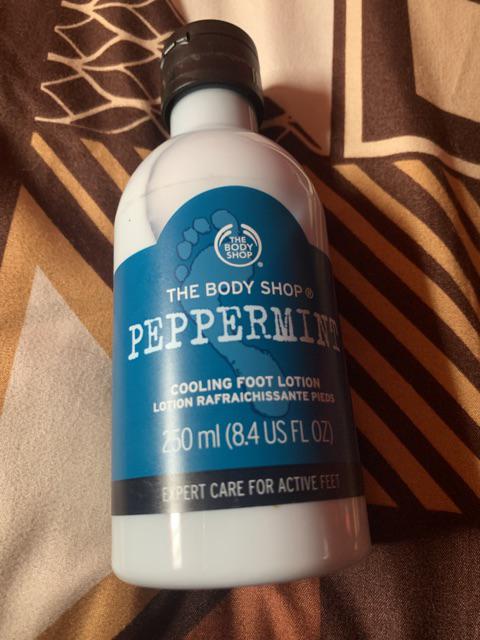 THE
BODY
SHOP
THE BODY SHOP®
PEPPERMINT
COOLING FOOT LOTION
LOTION RAFRAICHISSANTE PIEDS
250 ml (8.4 US FL OZ)
EXPERT CARE FOR ACTIVE FEET